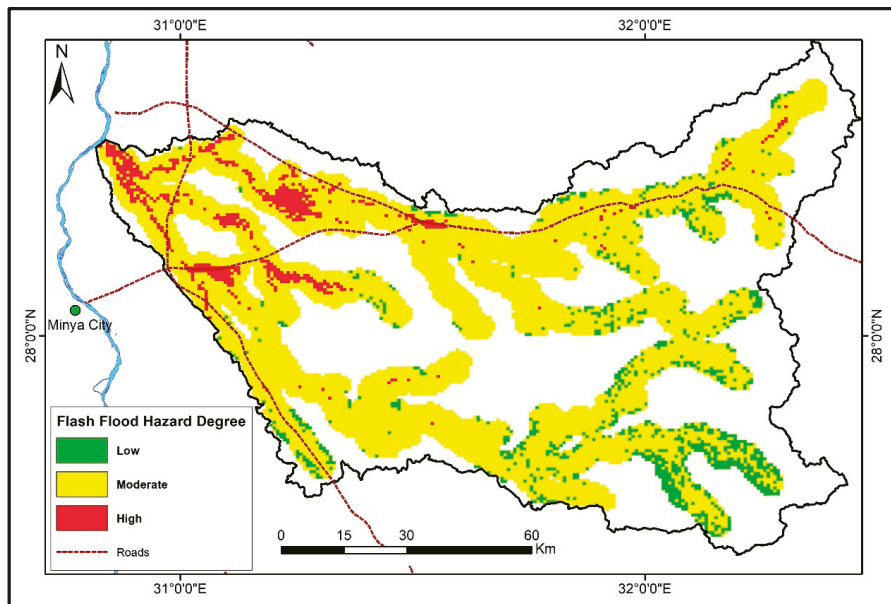 31°0'0"E
32°0'0"E
N
28°0'0"N
28°0'0"N
Minya City
Flash Flood Hazard Degree
Low
Moderate
High
Roads
0
15
30
60
Km
31°0'0"E
32°0'0"E